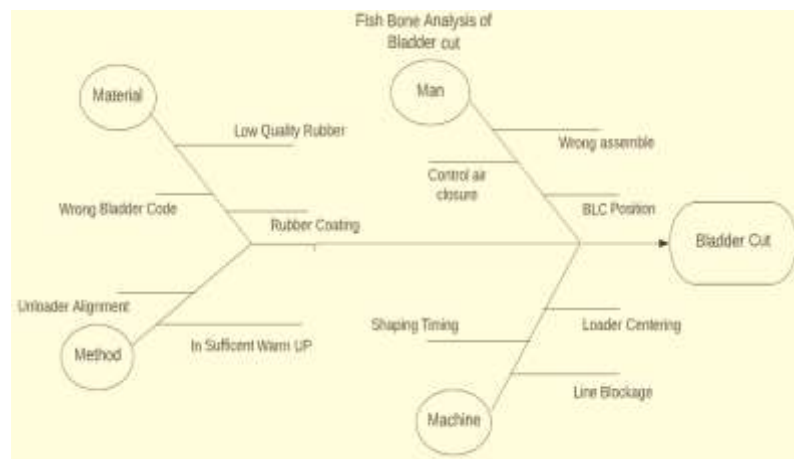 Fish Bone Analysis of
Bladder cut
Material
Man
Low Quality Rubber
Wrong assemble
Control air
closure
Wrong Bladder Code
BLC Position
Rubber Coating
Bladder Cut
Unloader Alignment
Shaping Timing
Loader Centering
In Sufficent Warm UP
Method
Line Blockage
Machine